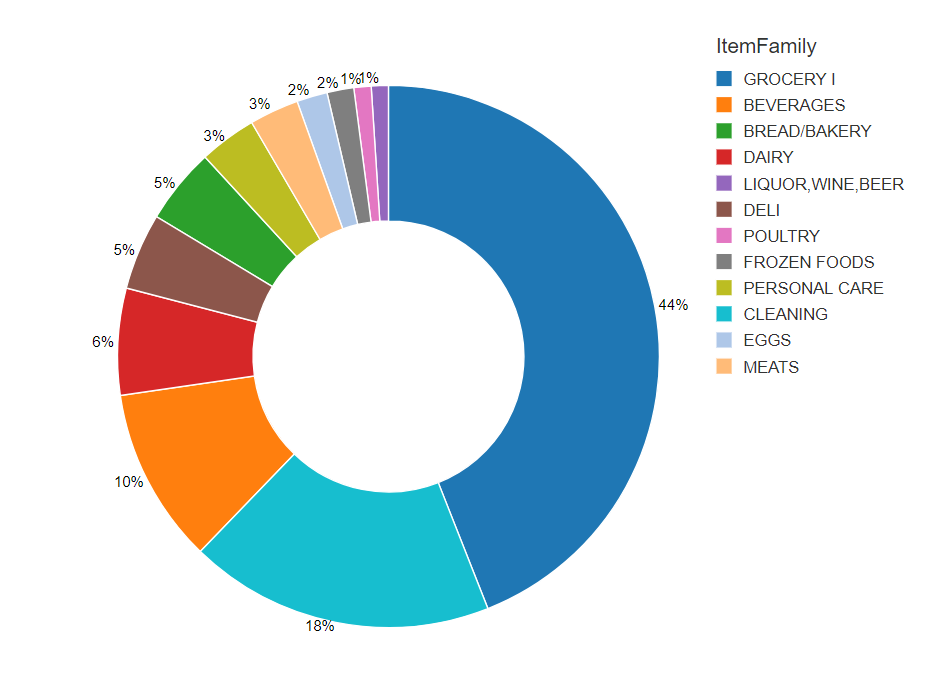 ItemFamily
GROCERY I
BEVERAGES
BREAD/BAKERY
DAIRY
LIQUOR,WINE,BEER
DELI
POULTRY
FROZEN FOODS
PERSONAL CARE
CLEANING
EGGS
MEATS
44%
18%
10%
6%
5%
5%
3%
3%
2%
2%
1%
1%